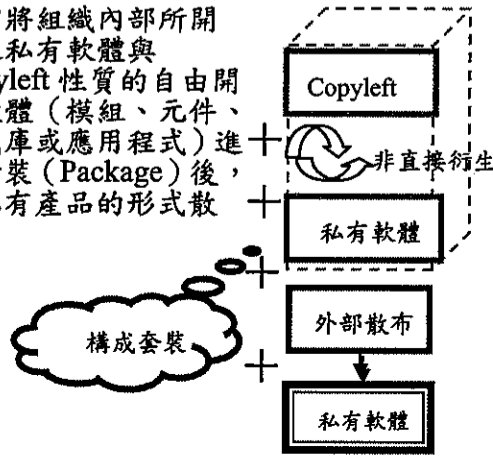 將組織內部所開
私有軟體與
yleft 性質的自由開
體（模組、元件、
庫或應用程式）進
裝（Package）後，
有產品的形式散
Copyleft
非直接衍生
私有軟體
構成套裝
外部散布
私有軟體